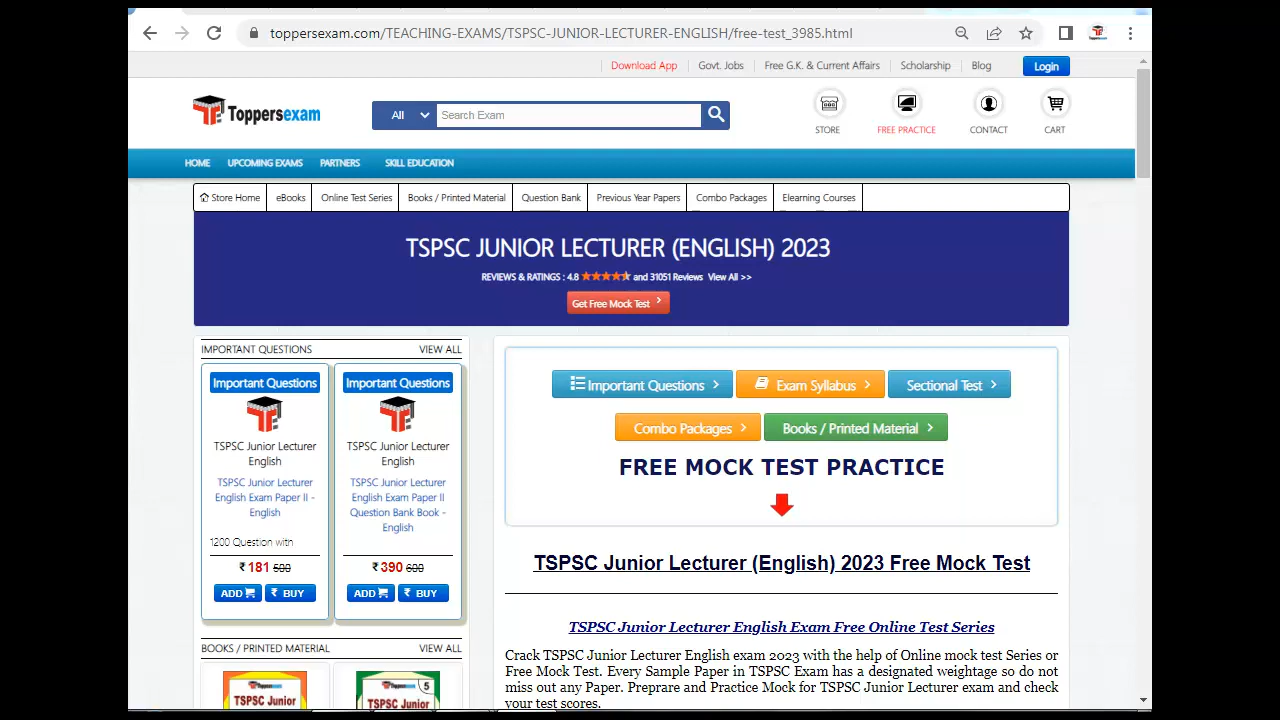 toppersexam.com/TEACHING-EXAMS/TSPSC-JUNIOR-LECTURER-ENGLISH/free-test_3985.html
Download App Govt. Jobs Free G.K. & Current Affairs Scholarship Blog Login
Toppersexam All Search Exam
STORE FREE PRACTICE CONTACT CART
HOME UPCOMING EXAMS PARTNERS SKILL EDUCATION
Store Home eBooks Online Test Series Books / Printed Material Question Bank Previous Year Papers Combo Packages Elearning Courses
TSPSC JUNIOR LECTURER (ENGLISH) 2023
REVIEWS & RATINGS : 4.8 and 31051 Reviews View All >>
Get Free Mock Test
IMPORTANT QUESTIONS VIEW ALL
Important Questions
TSPSC Junior Lecturer
English
TSPSC Junior Lecturer
English Exam Paper II -
English
1200 Question with
₹ 181 500
ADD ₹ BUY
Important Questions
TSPSC Junior Lecturer
English
TSPSC Junior Lecturer
English Exam Paper II
Question Bank Book -
English
₹ 390 600
ADD ₹ BUY
BOOKS / PRINTED MATERIAL VIEW ALL
Toppersexam
TSPSC Junior
Toppersexam 5
TSPSC Junior
Important Questions Exam Syllabus Sectional Test
Combo Packages Books / Printed Material
FREE MOCK TEST PRACTICE
TSPSC Junior Lecturer (English) 2023 Free Mock Test
TSPSC Junior Lecturer English Exam Free Online Test Series
Crack TSPSC Junior Lecturer English exam 2023 with the help of Online mock test Series or
Free Mock Test. Every Sample Paper in TSPSC Exam has a designated weightage so do not
miss out any Paper. Preprare and Practice Mock for TSPSC Junior Lecturer exam and check
your test scores.